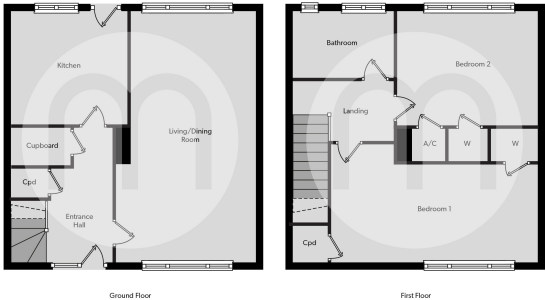 Kitchen
Living/Dining
Room
Cupboard
Cpd
Entrance
Hall
Ground Floor
Bathroom
Bedroom 2
Landing
A/C
W
W
Bedroom 1
Cpd
First Floor